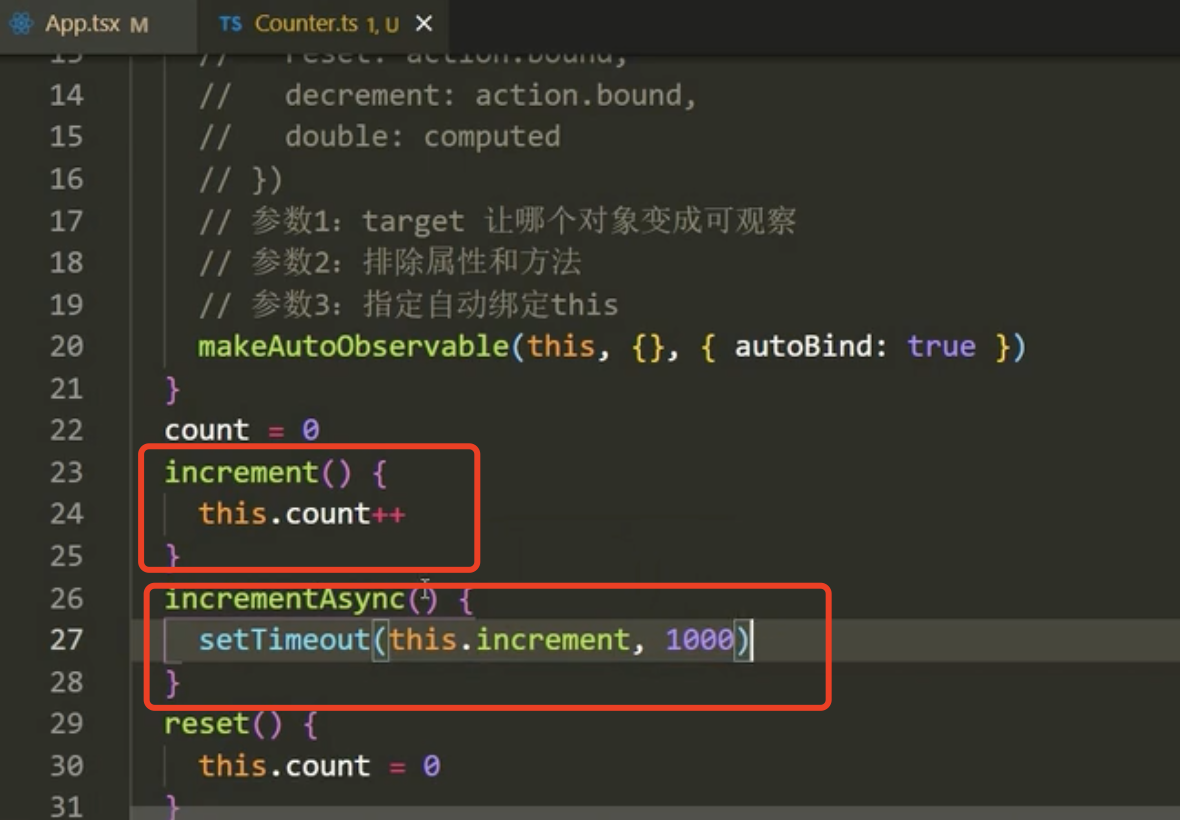 App.tsx M
TS Counter.ts 1, U ×
13 // reset: action.bound,
14 // decrement: action.bound,
15 // double: computed
16 // })
17 // 参数1: target 让哪个对象变成可观察
18 // 参数2: 排除属性和方法
19 // 参数3: 指定自动绑定this
20 makeAutoObservable(this, {}, { autoBind: true })
21 }
22 count = 0
23 increment() {
24 this.count++
25 }
26 incrementAsync() {
27 setTimeout(this.increment, 1000)
28 }
29 reset() {
30 this.count = 0
31 }